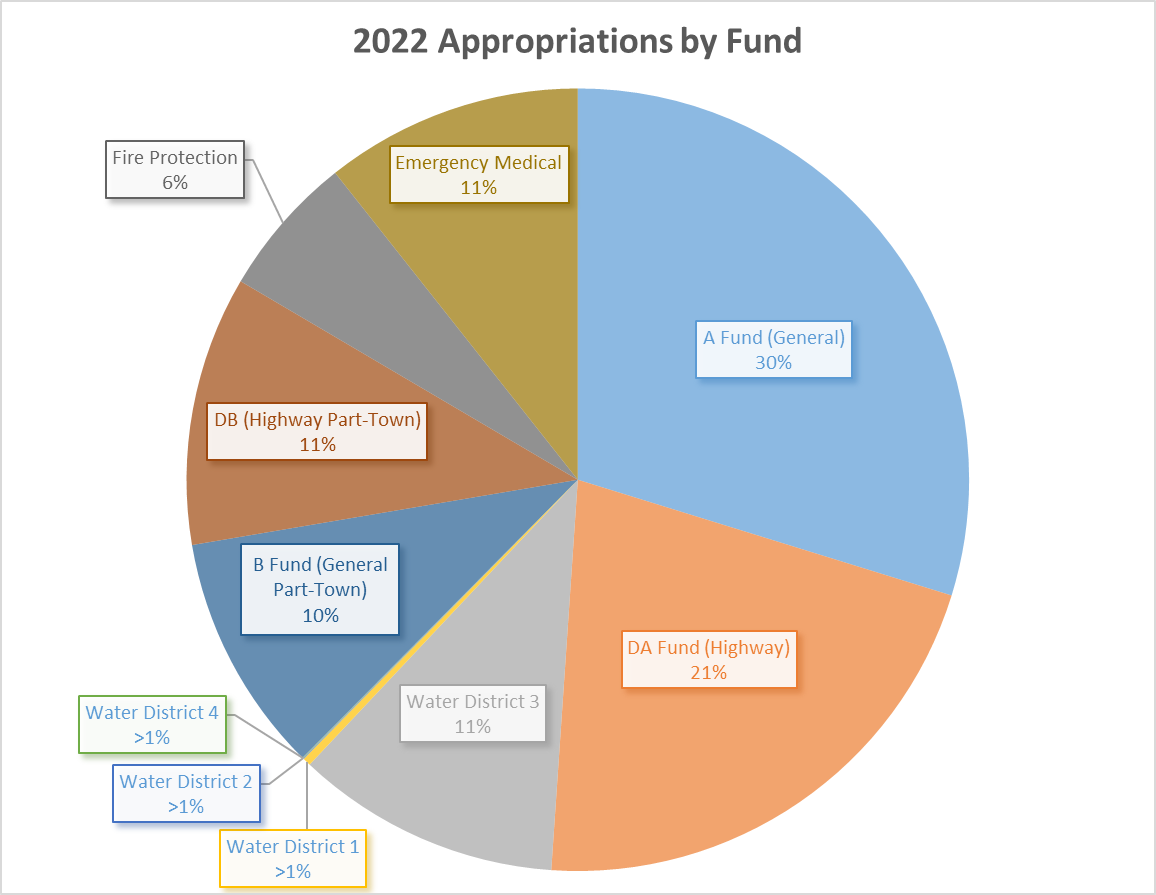 2022 Appropriations by Fund
Fire Protection
6%
Emergency Medical
11%
A Fund (General)
30%
DB (Highway Part-Town)
11%
B Fund (General
Part-Town)
10%
DA Fund (Highway)
21%
Water District 3
11%
Water District 4
>1%
Water District 2
>1%
Water District 1
>1%